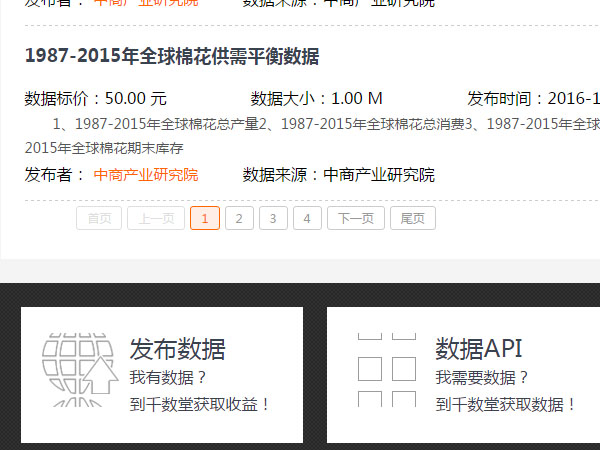 发布者： 中商产业研究院 数据来源：中商产业研究院
1987-2015年全球棉花供需平衡数据
数据标价：50.00 元 数据大小：1.00 M 发布时间：2016-1
1、1987-2015年全球棉花总产量2、1987-2015年全球棉花总消费3、1987-2015年全球
2015年全球棉花期末库存
发布者： 中商产业研究院 数据来源：中商产业研究院
首页 上一页 1 2 3 4 下一页 尾页
发布数据
我有数据？
到千数堂获取收益！
数据API
我需要数据？
到千数堂获取数据！